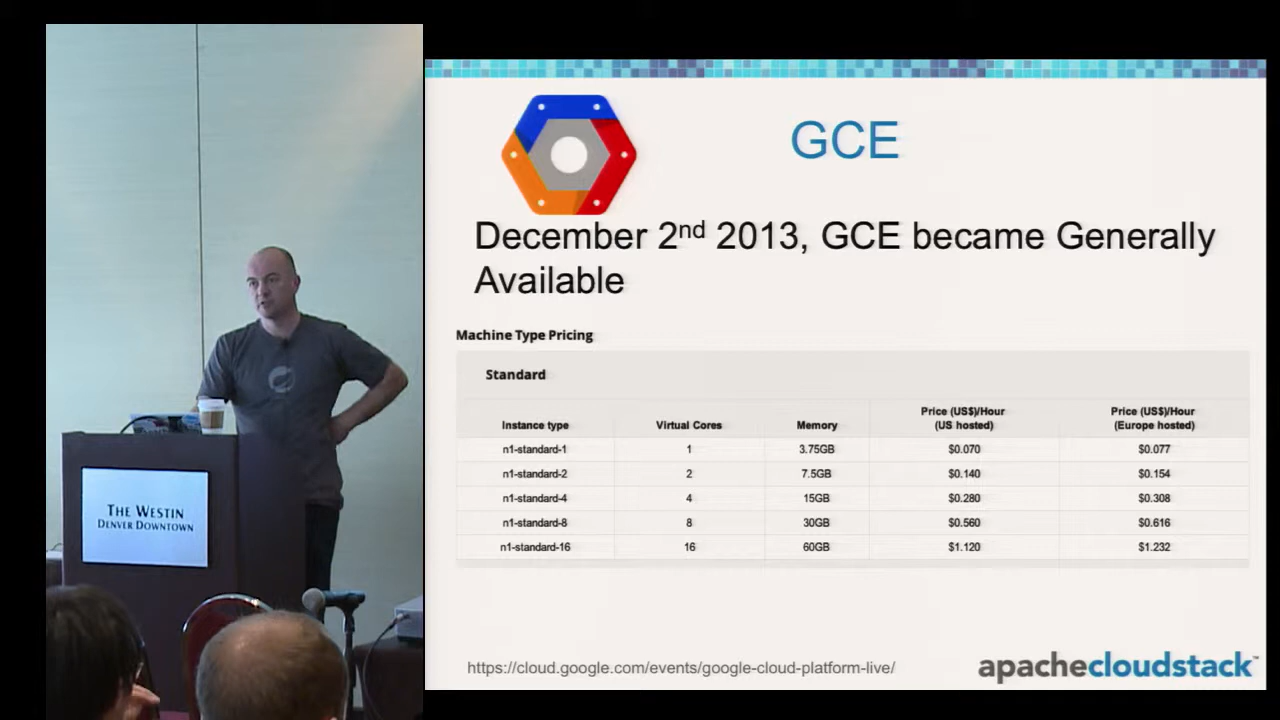 GCE
December 2nd 2013, GCE became Generally
Available
Machine Type Pricing
Standard
Instance type Virtual Cores Memory Price (US$)/Hour (US hosted) Price (US$)/Hour (Europe hosted)
n1-standard-1 1 3.75GB $0.070 $0.077
n1-standard-2 2 7.5GB $0.140 $0.154
n1-standard-4 4 15GB $0.280 $0.308
n1-standard-8 8 30GB $0.560 $0.616
n1-standard-16 16 60GB $1.120 $1.232
https://cloud.google.com/events/google-cloud-platform-live/
apachecloudstack™
THE WESTIN
DENVER DOWNTOWN